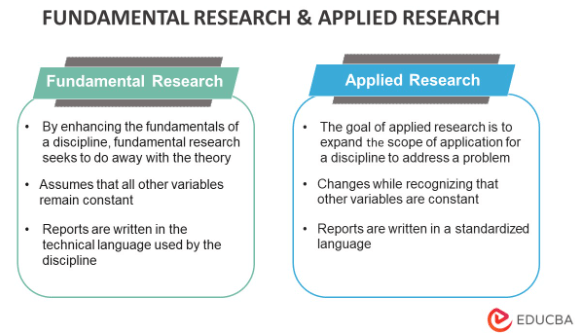 FUNDAMENTAL RESEARCH & APPLIED RESEARCH
Fundamental Research
• By enhancing the fundamentals of
a discipline, fundamental research
seeks to do away with the theory
• Assumes that all other variables
remain constant
• Reports are written in the
technical language used by the
discipline
Applied Research
• The goal of applied research is to
expand the scope of application for
a discipline to address a problem
• Changes while recognizing that
other variables are constant
• Reports are written in a standardized
language
EDUCBA